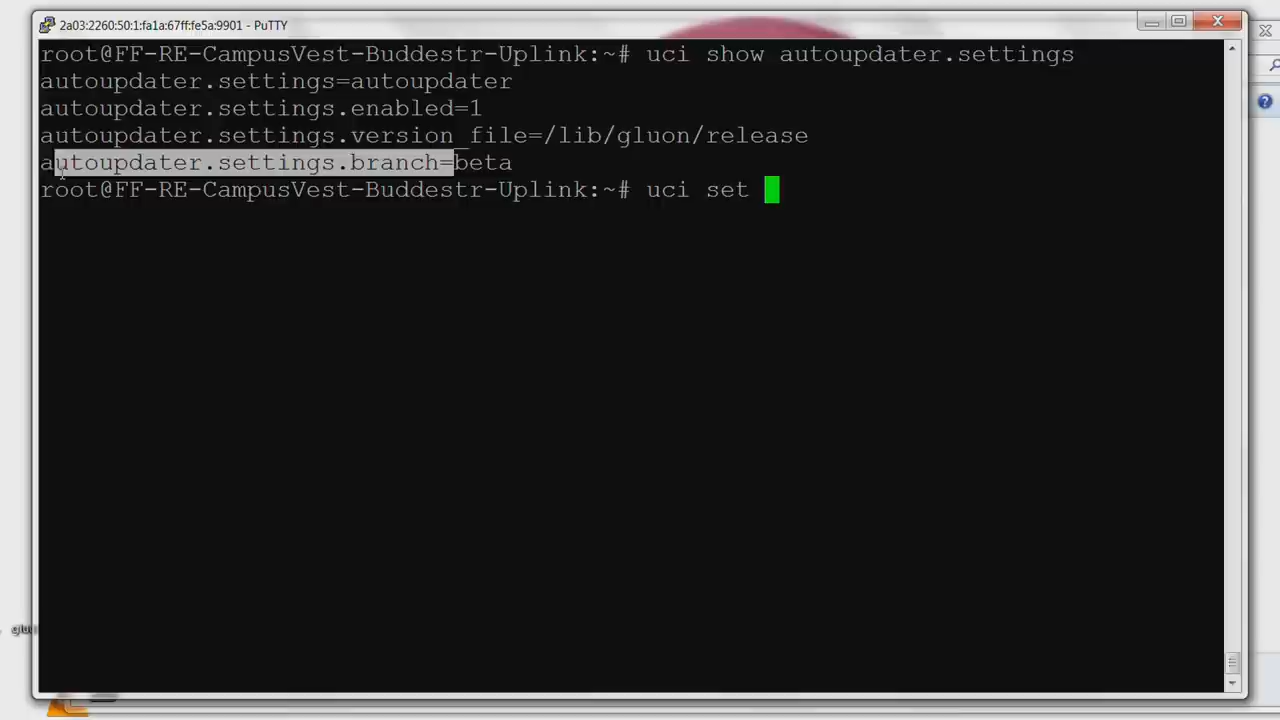 2a03:2260:50:1:fa1a:67ff:fe5a:9901 - PuTTY
root@FF-RE-CampusVest-Buddestr-Uplink:~# uci show autoupdater.settings
autoupdater.settings=autoupdater
autoupdater.settings.enabled=1
autoupdater.settings.version_file=/lib/gluon/release
autoupdater.settings.branch=beta
root@FF-RE-CampusVest-Buddestr-Uplink:~# uci set